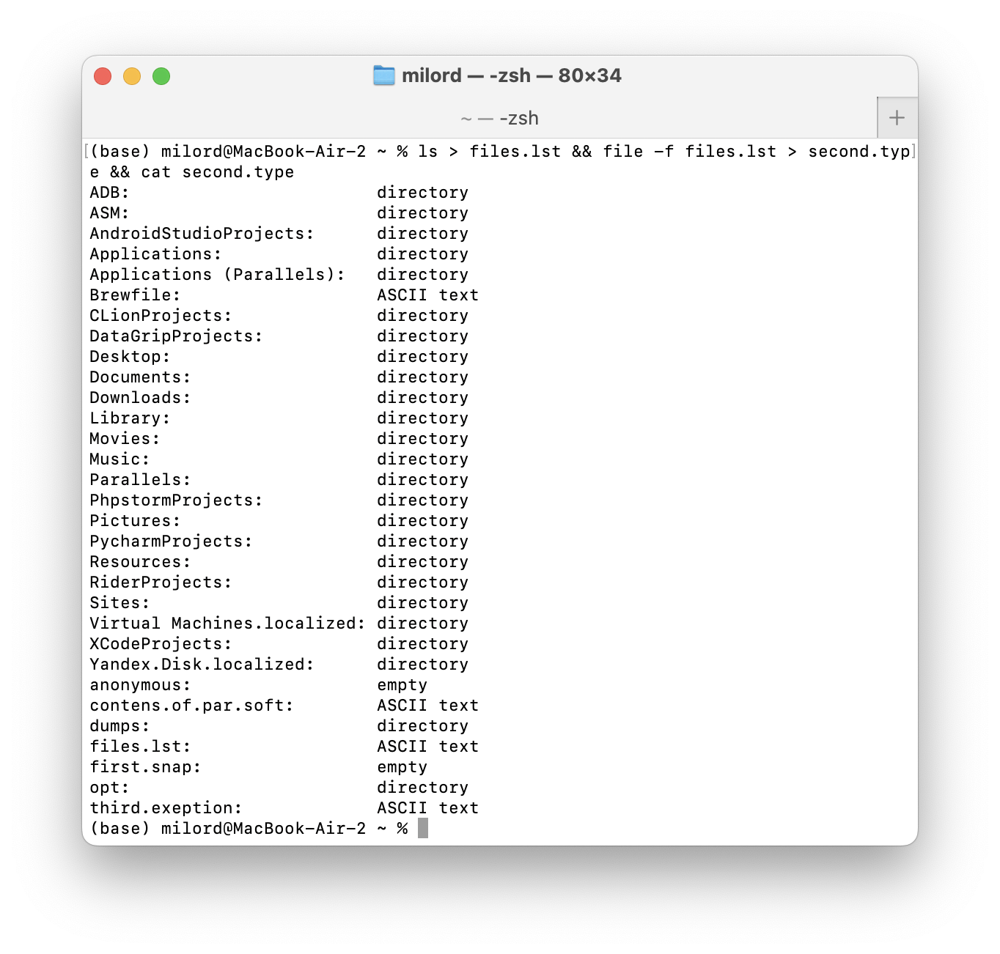 milord — -zsh — 80×34
~ — -zsh
(base) milord@MacBook-Air-2 ~ % ls > files.lst && file -f files.lst > second.typ
e && cat second.type
ADB: directory
ASM: directory
AndroidStudioProjects: directory
Applications: directory
Applications (Parallels): directory
Brewfile: ASCII text
CLionProjects: directory
DataGripProjects: directory
Desktop: directory
Documents: directory
Downloads: directory
Library: directory
Movies: directory
Music: directory
Parallels: directory
PhpstormProjects: directory
Pictures: directory
PycharmProjects: directory
Resources: directory
RiderProjects: directory
Sites: directory
Virtual Machines.localized: directory
XCodeProjects: directory
Yandex.Disk.localized: directory
anonymous: empty
contens.of.par.soft: ASCII text
dumps: directory
files.lst: ASCII text
first.snap: empty
opt: directory
third.exeption: ASCII text
(base) milord@MacBook-Air-2 ~ %